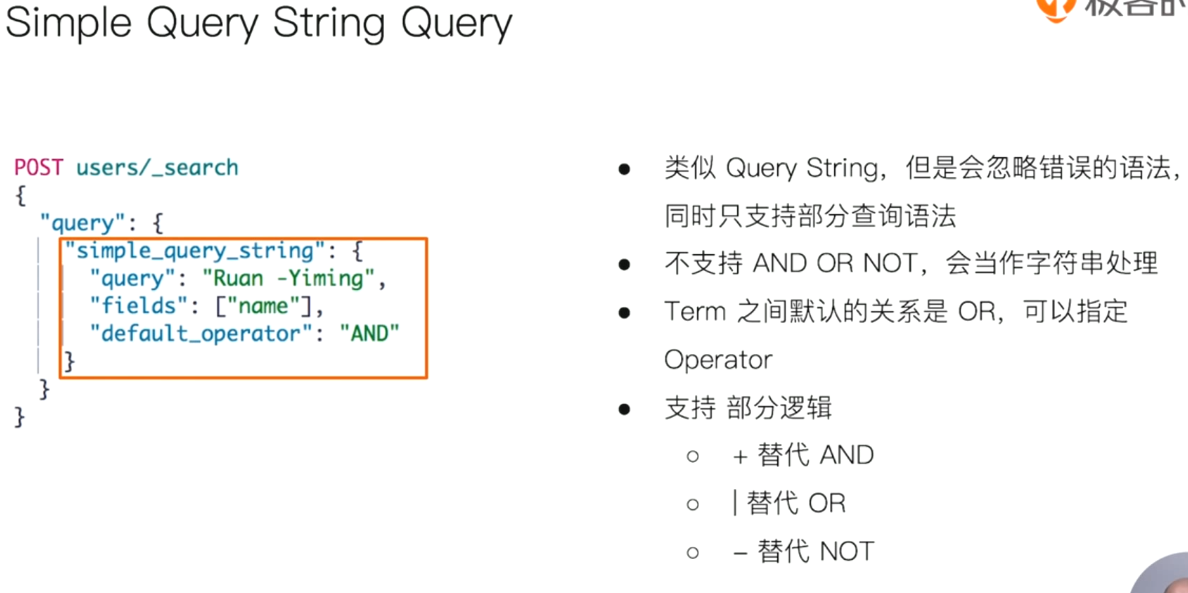 Simple Query String Query
POST users/_search
{
"query": {
"simple_query_string": {
"query": "Ruan -Yiming",
"fields": ["name"],
"default_operator": "AND"
}
}
}
● 类似 Query String，但是会忽略错误的语法，
同时只支持部分查询语法
● 不支持 AND OR NOT，会当作字符串处理
● Term 之间默认的关系是 OR，可以指定
Operator
● 支持 部分逻辑
○ + 替代 AND
○ | 替代 OR
○ – 替代 NOT